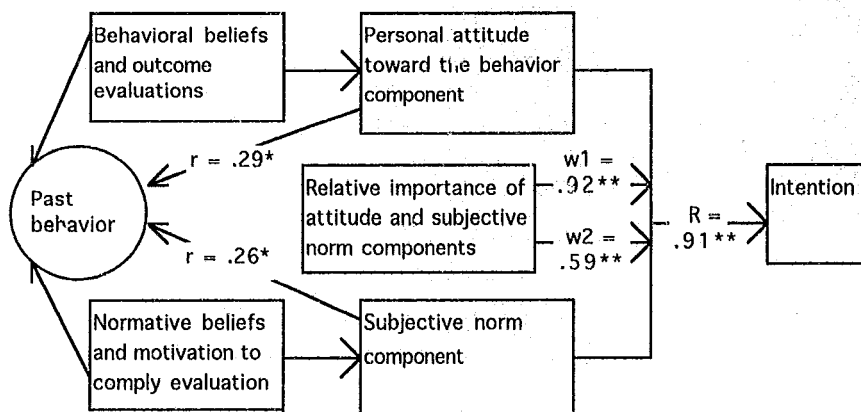 Behavioral beliefs
and outcome
evaluations
Personal attitude
toward the behavior
component
r = .29*
Past
behavior
r = .26*
Relative importance of
attitude and subjective
norm components
w1 =
.92**
w2 =
.59**
R =
.91**
Intention
Normative beliefs
and motivation to
comply evaluation
Subjective norm
component